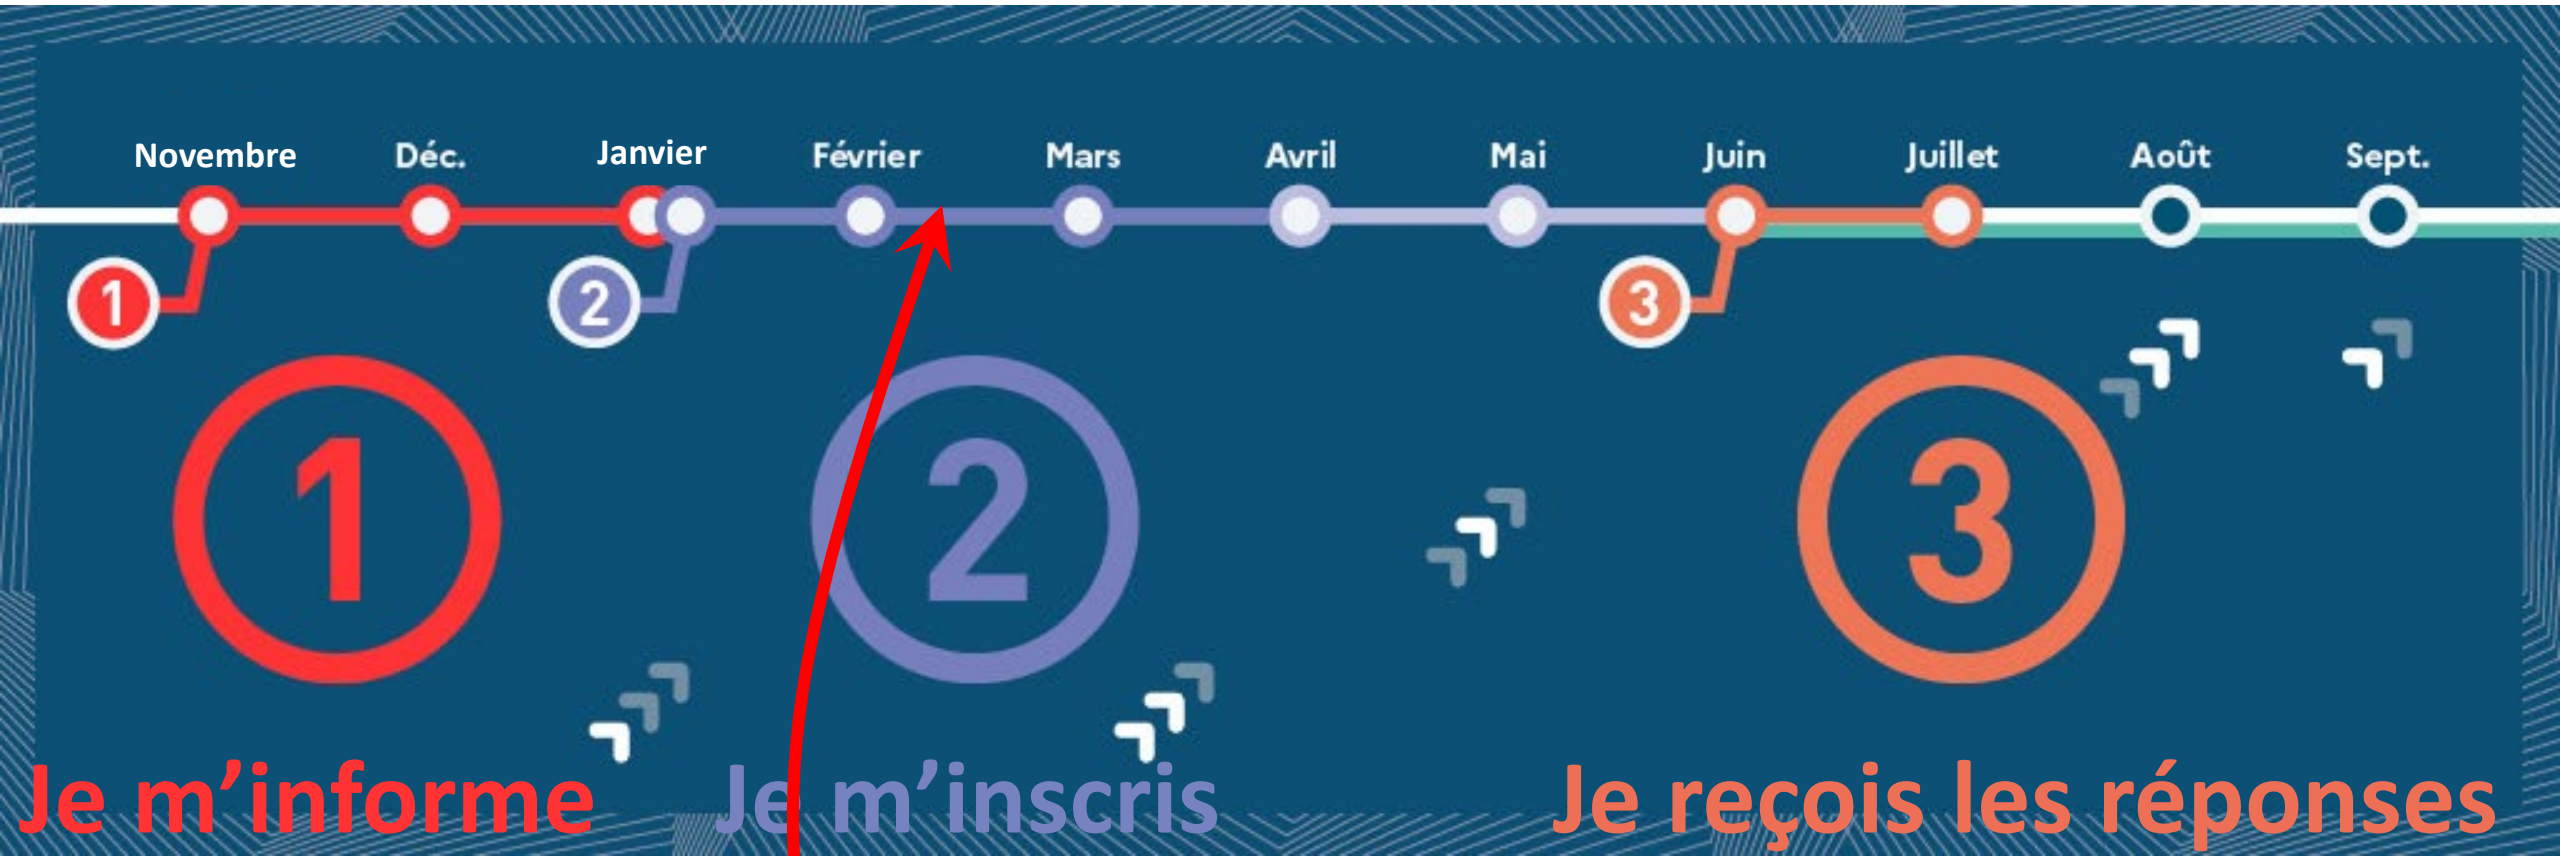 Novembre Déc. Janvier Février Mars Avril Mai Juin Juillet Août Sept.
1 2 3
1 2 3
Je m’informe Je m’inscris Je reçois les réponses